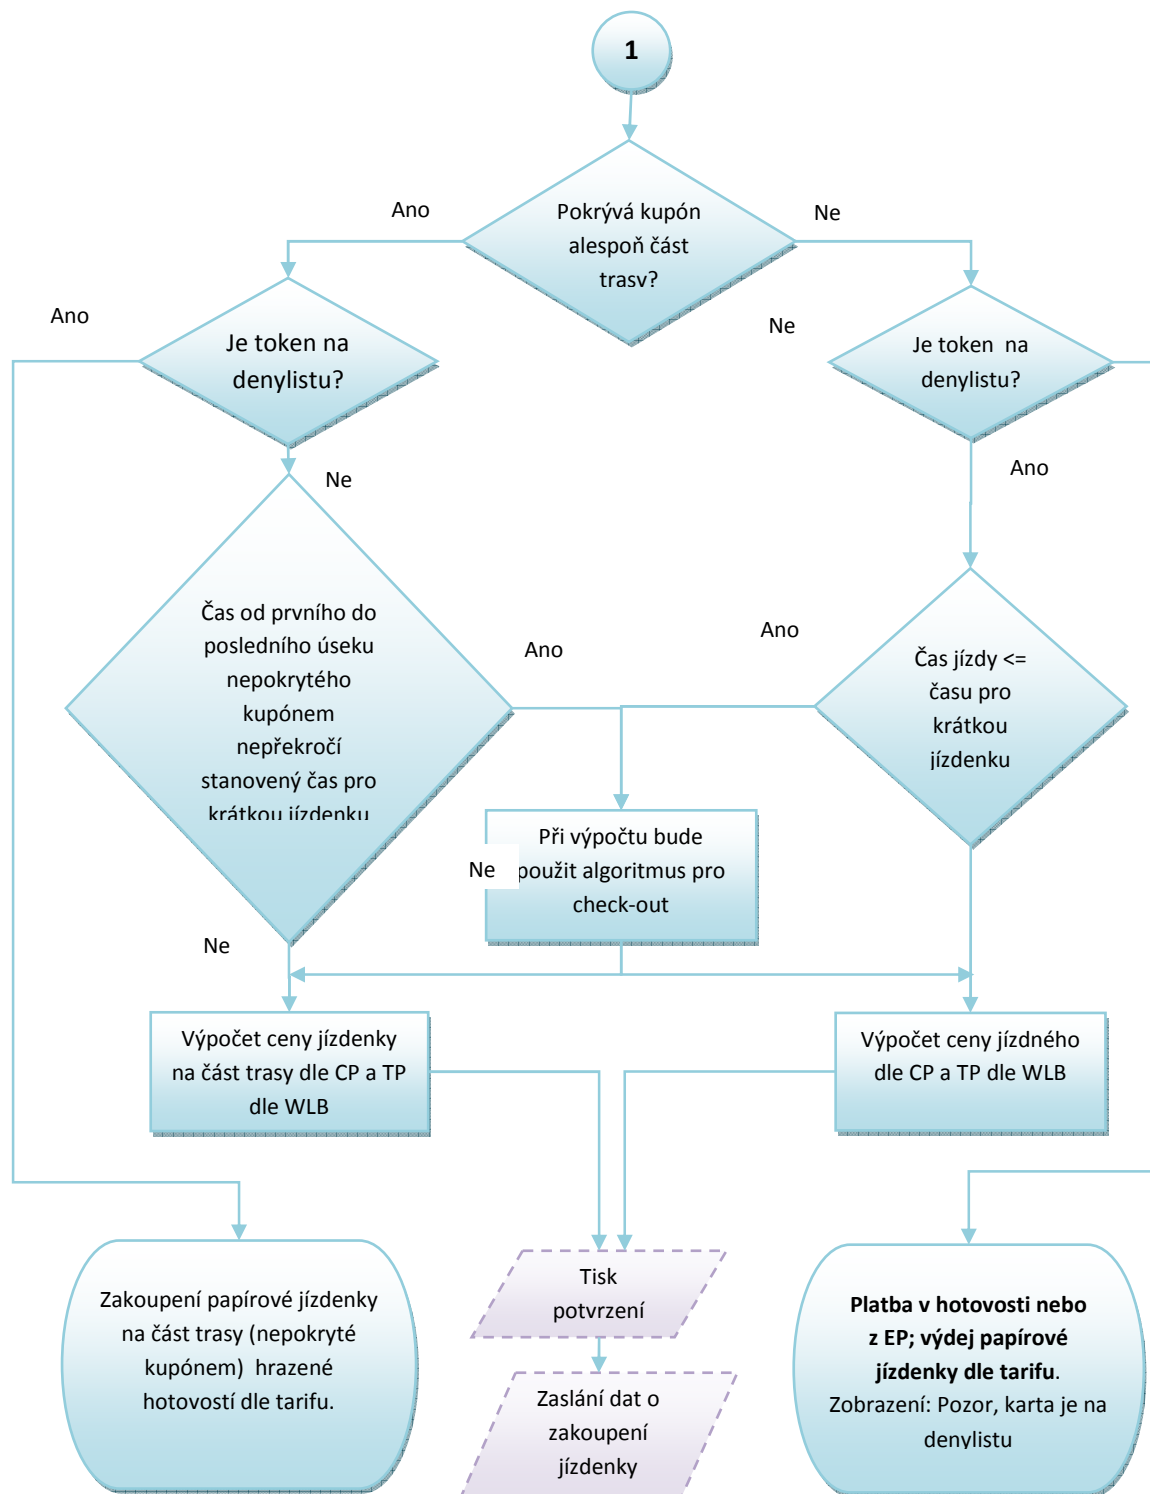 1
Ano
Pokrývá kupón
alespoň část
trasy?
Ne
Ano
Je token na
denylistu?
Ne
Je token na
denylistu?
Ne
Ano
Čas od prvního do
posledního úseku
nepokrytého
kupónem
nepřekročí
stanovený čas pro
krátkou jízdenku
Ano
Ano
Čas jízdy <=
času pro
krátkou
jízdenku
Při výpočtu bude
použit algoritmus pro
check-out
Ne
Ne
Výpočet ceny jízdenky
na část trasy dle CP a TP
dle WLB
Výpočet ceny jízdného
dle CP a TP dle WLB
Zakoupení papírové jízdenky
na část trasy (nepokryté
kupónem) hrazené
hotovostí dle tarifu.
Tisk
potvrzení
Zaslání dat o
zakoupení
jízdenky
Platba v hotovosti nebo
z EP; výdej papírové
jízdenky dle tarifu.
Zobrazení: Pozor, karta je na
denylistu